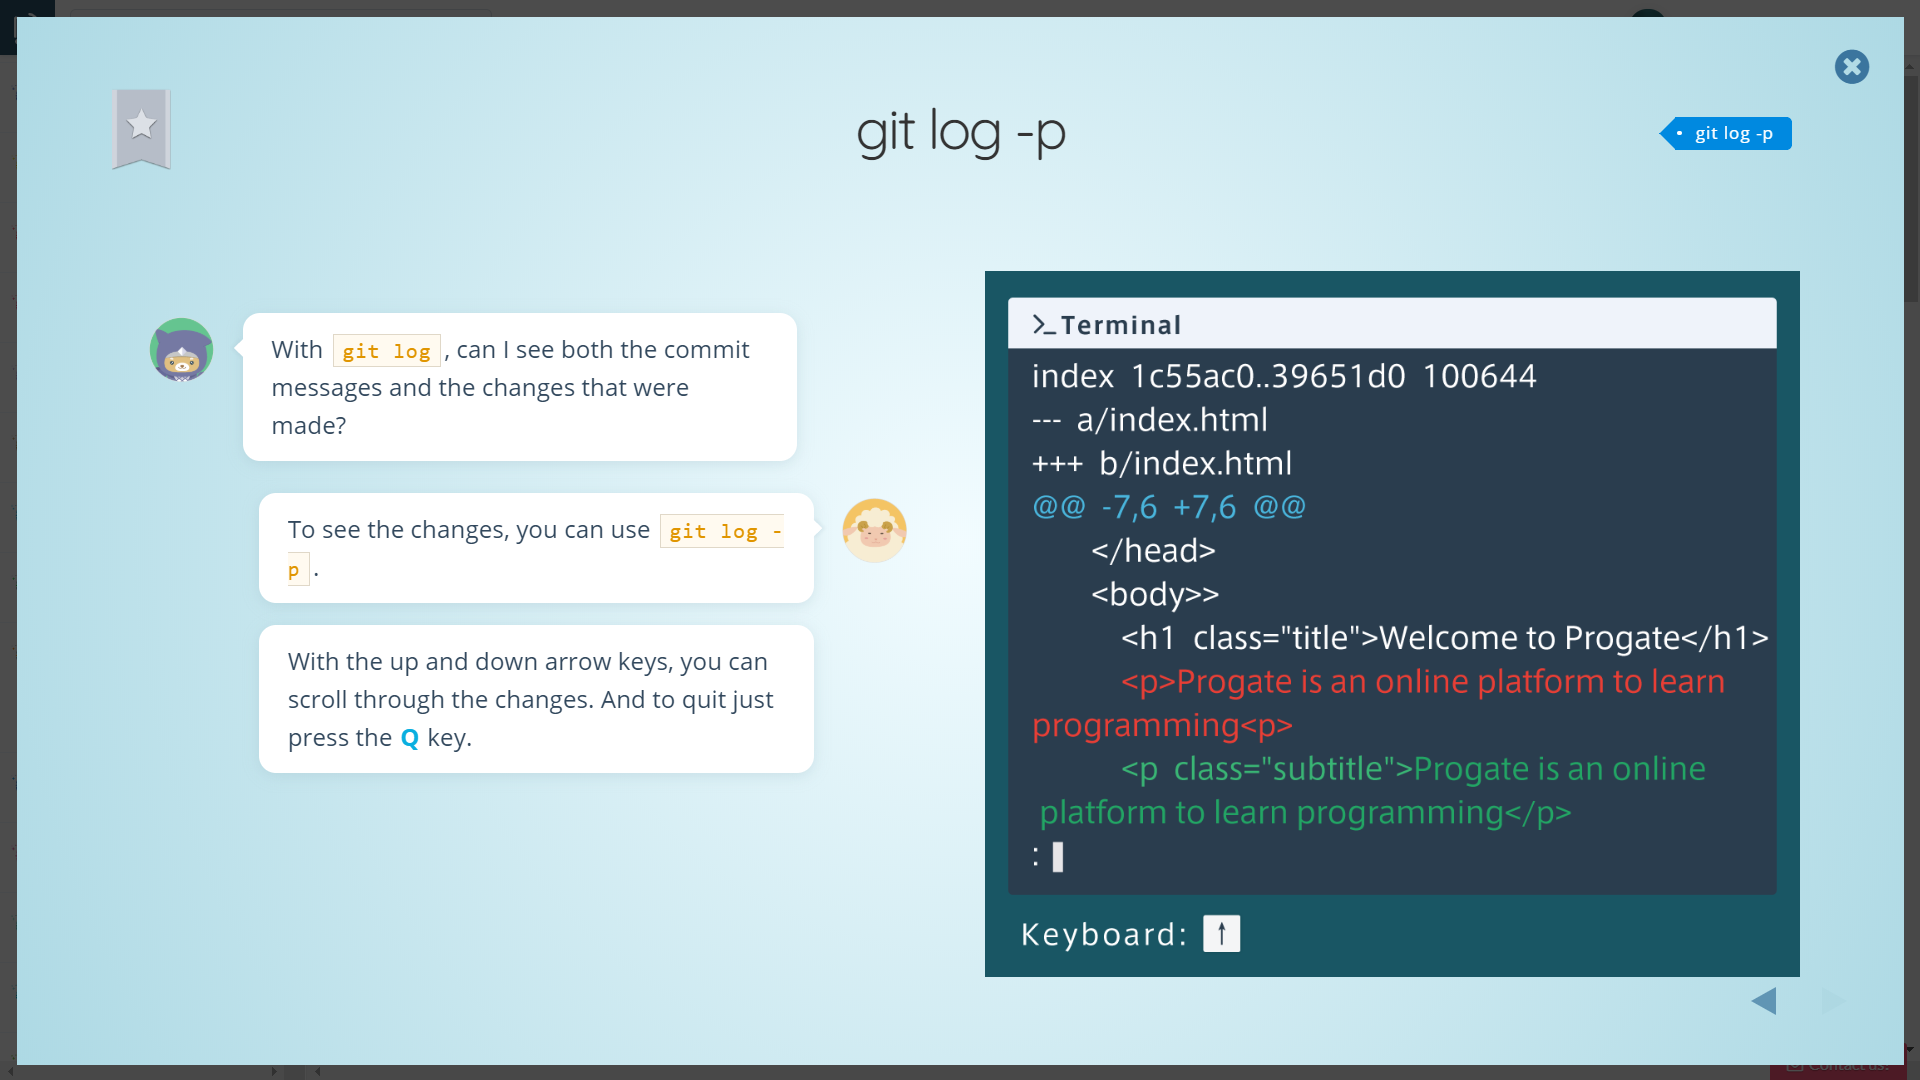 git log -p
git log -p
With git log , can I see both the commit
messages and the changes that were
made?
To see the changes, you can use git log -
p .
With the up and down arrow keys, you can
scroll through the changes. And to quit just
press the Q key.
>_Terminal
index 1c55ac0..39651d0 100644
--- a/index.html
+++ b/index.html
@@ -7,6 +7,6 @@
</head>
<body>>
<h1 class="title">Welcome to Progate</h1>
<p>Progate is an online platform to learn
programming<p>
<p class="subtitle">Progate is an online
platform to learn programming</p>
:
Keyboard: ↑
Contact us!